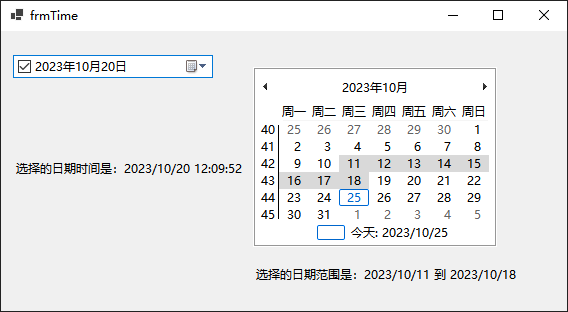 frmTime
2023年10月20日
2023年10月
周一 周二 周三 周四 周五 周六 周日
40 25 26 27 28 29 30 1
41 2 3 4 5 6 7 8
42 9 10 11 12 13 14 15
43 16 17 18 19 20 21 22
44 23 24 25 26 27 28 29
45 30 31 1 2 3 4 5
今天: 2023/10/25
选择的日期时间是：2023/10/20 12:09:52
选择的日期范围是：2023/10/11 到 2023/10/18